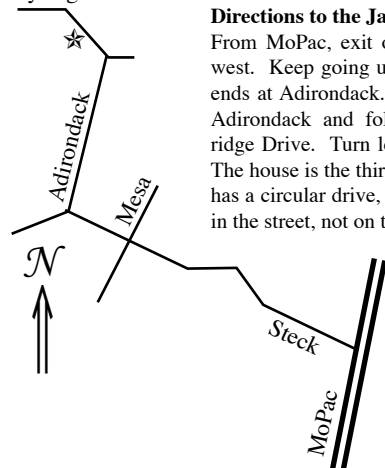 Directions to the Ja
From MoPac, exit
west. Keep going u
ends at Adirondack.
Adirondack and fol
ridge Drive. Turn l
The house is the thir
has a circular drive,
in the street, not on t
Adirondack
Mesa
N
Steck
MoPac